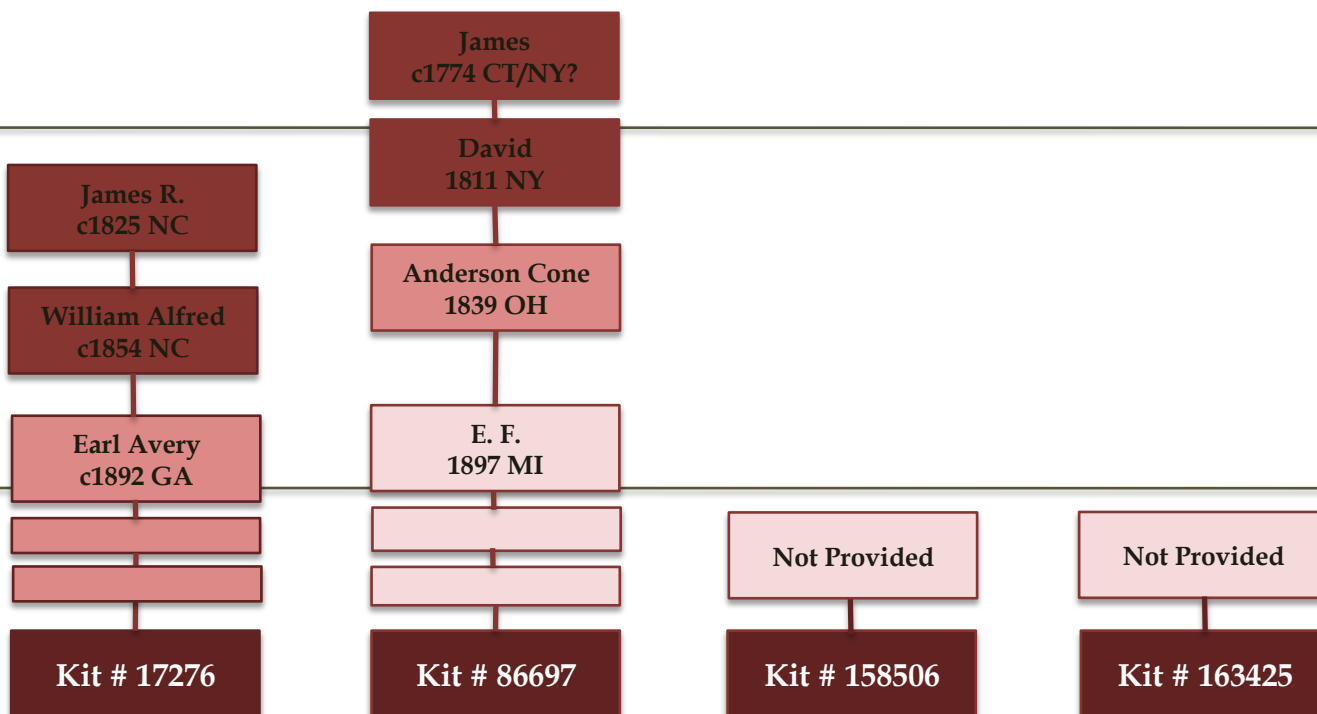 James
c1774 CT/NY?
David
1811 NY
James R.
c1825 NC
Anderson Cone
1839 OH
William Alfred
c1854 NC
Earl Avery
c1892 GA
E. F.
1897 MI
Not Provided
Not Provided
Kit # 17276
Kit # 86697
Kit # 158506
Kit # 163425